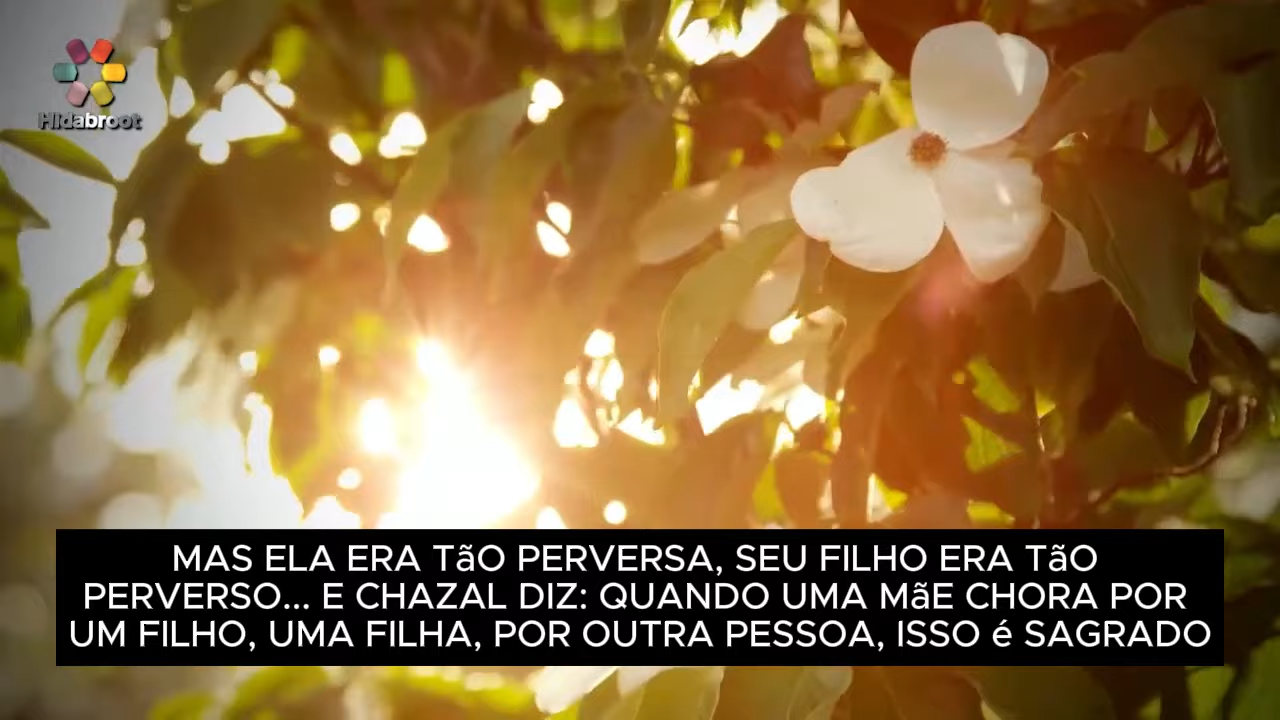 Hidabroot
MAS ELA ERA TãO PERVERSA, SEU FILHO ERA TãO
PERVERSO... E CHAZAL DIZ: QUANDO UMA MãE CHORA POR
UM FILHO, UMA FILHA, POR OUTRA PESSOA, ISSO é SAGRADO